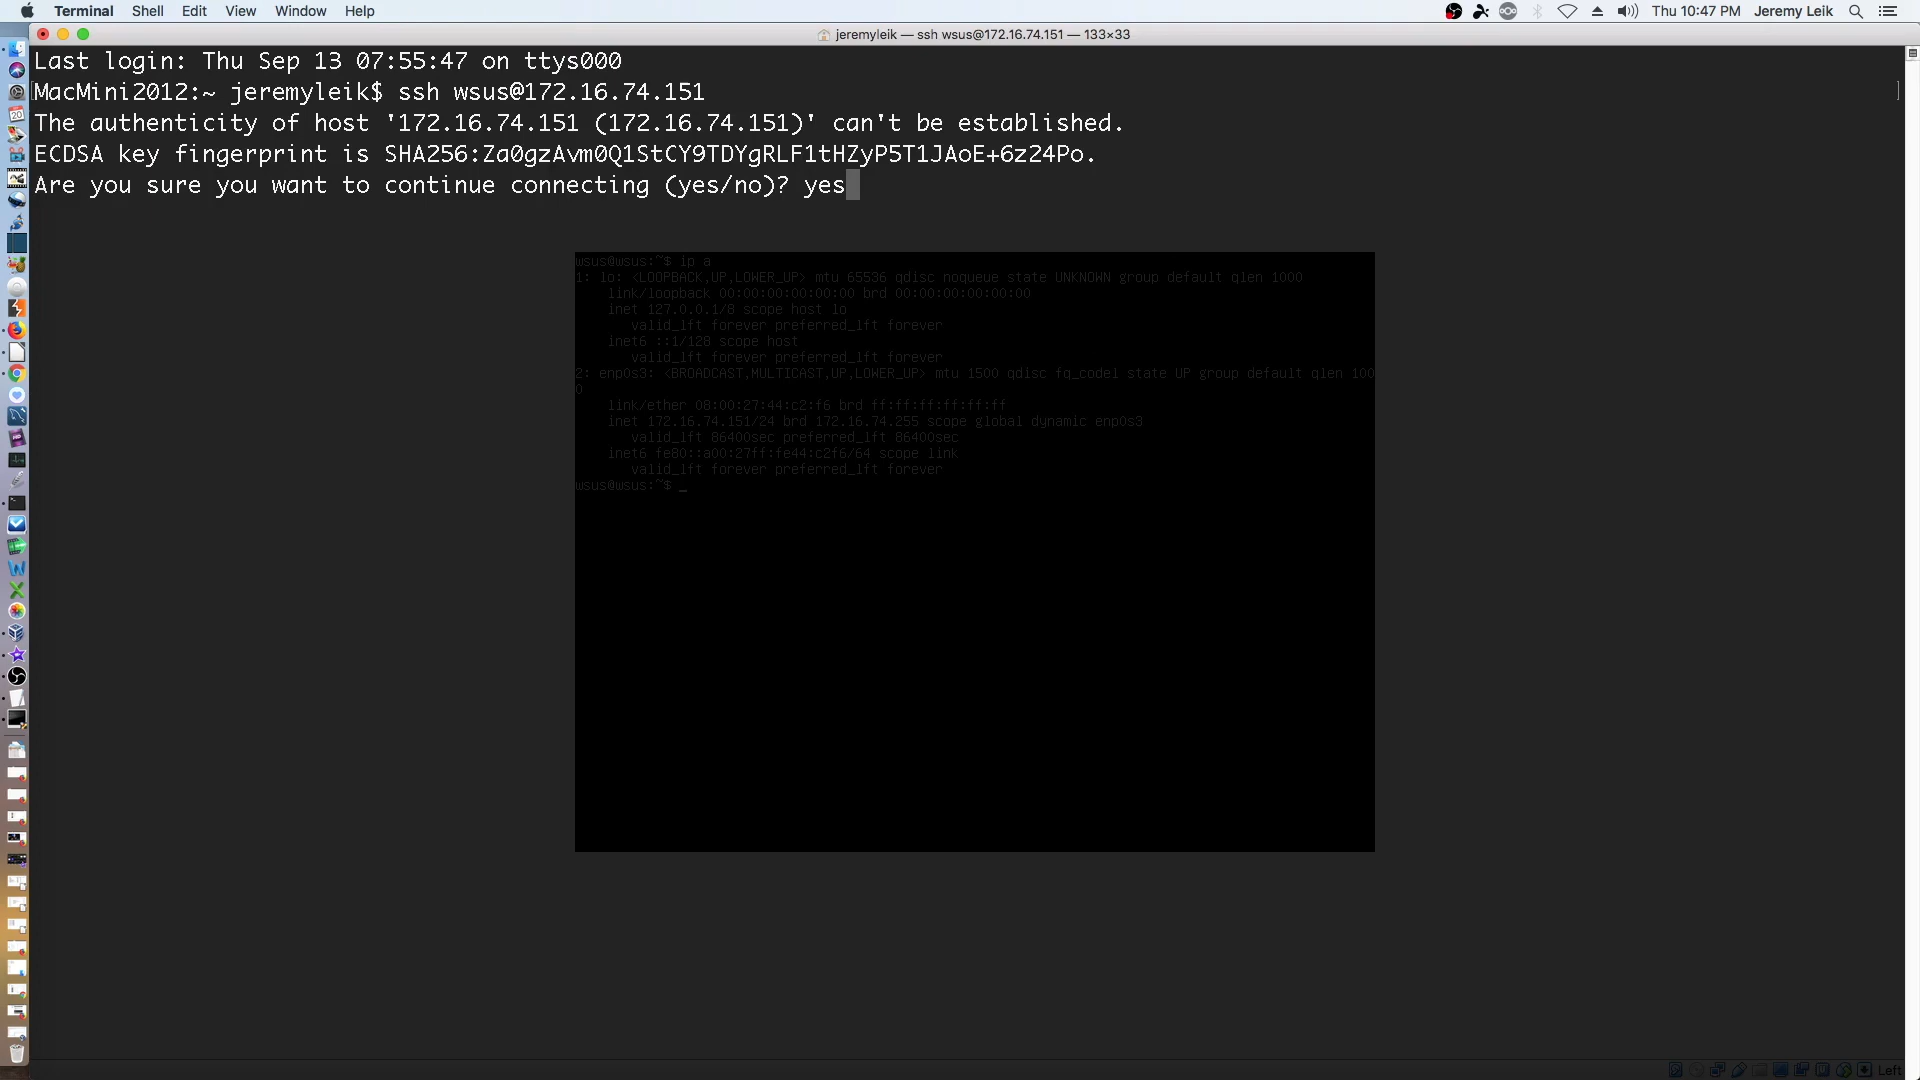 Terminal Shell Edit View Window Help Thu 10:47 PM Jeremy Leik
jeremyleik — ssh wsus@172.16.74.151 — 133×33
Last login: Thu Sep 13 07:55:47 on ttys000
MacMini2012:~ jeremyleik$ ssh wsus@172.16.74.151
The authenticity of host '172.16.74.151 (172.16.74.151)' can't be established.
ECDSA key fingerprint is SHA256:Za0gzAvm0Q1StCY9TDYgRLF1tHZyP5T1JAoE+6z24Po.
Are you sure you want to continue connecting (yes/no)? yes
wsus@wsus:~$ ip a
1: lo: <LOOPBACK,UP,LOWER_UP> mtu 65536 qdisc noqueue state UNKNOWN group default qlen 1000
link/loopback 00:00:00:00:00:00 brd 00:00:00:00:00:00
inet 127.0.0.1/8 scope host lo
valid_lft forever preferred_lft forever
inet6 ::1/128 scope host
valid_lft forever preferred_lft forever
2: enp0s3: <BROADCAST,MULTICAST,UP,LOWER_UP> mtu 1500 qdisc fq_codel state UP group default qlen 100
0
link/ether 08:00:27:44:c2:f6 brd ff:ff:ff:ff:ff:ff
inet 172.16.74.151/24 brd 172.16.74.255 scope global dynamic enp0s3
valid_lft 86400sec preferred_lft 86400sec
inet6 fe80::a00:27ff:fe44:c2f6/64 scope link
valid_lft forever preferred_lft forever
wsus@wsus:~$ _
Left